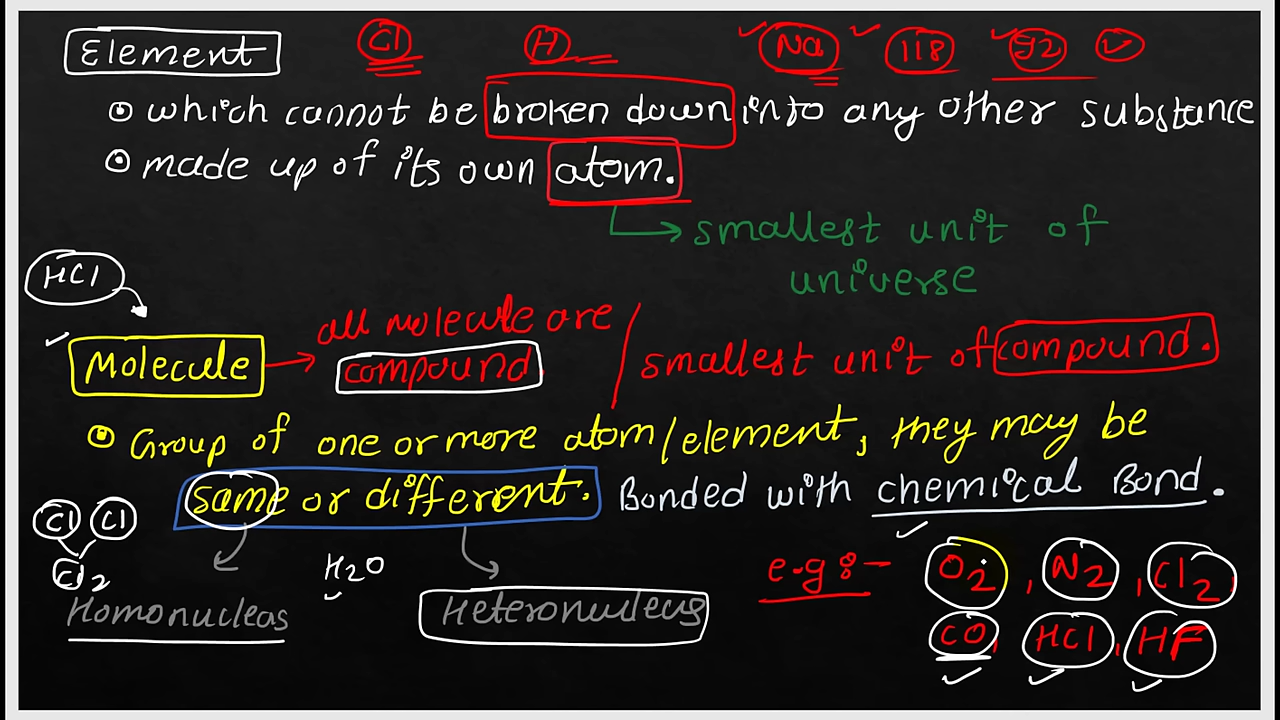 Element Cl H Na 118 92
which cannot be broken down into any other substance
made up of its own atom.
smallest unit of
universe
HCl
Molecule all molecule are
compound / smallest unit of compound.
Group of one or more atom/element, they may be
same or different. Bonded with chemical Bond.
Cl Cl
Cl2 H2O e.g:- O2, N2, Cl2
Homonucleas Heteronucleus CO, HCl, HF